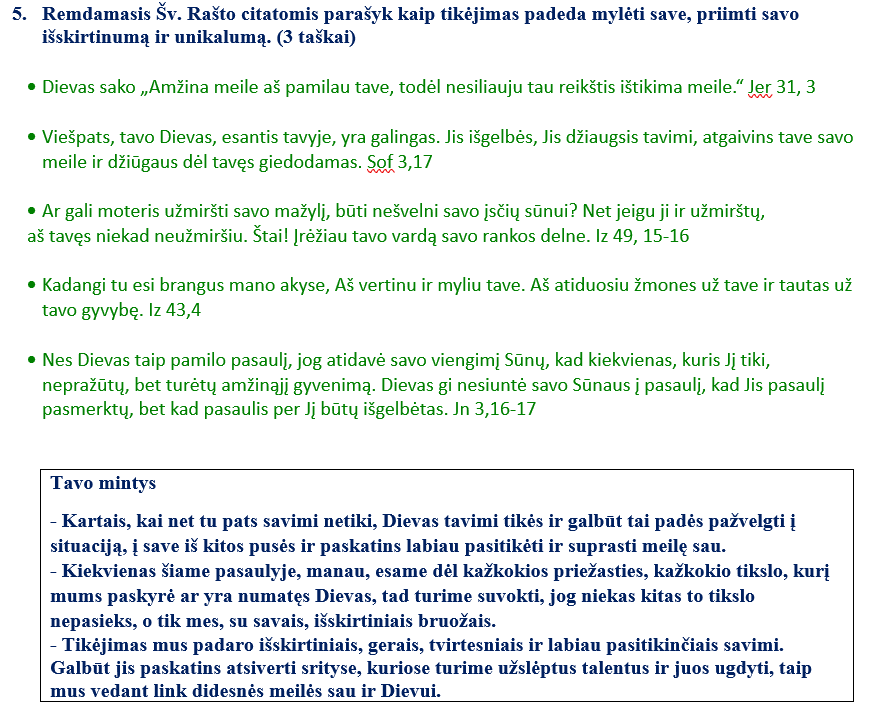 5. Remdamasis Šv. Rašto citatomis parašyk kaip tikėjimas padeda mylėti save, priimti savo
išskirtinumą ir unikalumą. (3 taškai)
• Dievas sako „Amžina meile aš pamilau tave, todėl nesiliauju tau reikštis ištikima meile.“ Jer 31, 3
• Viešpats, tavo Dievas, esantis tavyje, yra galingas. Jis išgelbės, Jis džiaugsis tavimi, atgaivins tave savo
meile ir džiūgaus dėl tavęs giedodamas. Sof 3,17
• Ar gali moteris užmiršti savo mažylį, būti nešvelni savo įsčių sūnui? Net jeigu ji ir užmirštų,
aš tavęs niekad neužmiršiu. Štai! Įrėžiau tavo vardą savo rankos delne. Iz 49, 15-16
• Kadangi tu esi brangus mano akyse, Aš vertinu ir myliu tave. Aš atiduosiu žmones už tave ir tautas už
tavo gyvybę. Iz 43,4
• Nes Dievas taip pamilo pasaulį, jog atidavė savo viengimį Sūnų, kad kiekvienas, kuris Jį tiki,
nepražūtų, bet turėtų amžinąjį gyvenimą. Dievas gi nesiuntė savo Sūnaus į pasaulį, kad Jis pasaulį
pasmerktų, bet kad pasaulis per Jį būtų išgelbėtas. Jn 3,16-17
Tavo mintys
- Kartais, kai net tu pats savimi netiki, Dievas tavimi tikės ir galbūt tai padės pažvelgti į
situaciją, į save iš kitos pusės ir paskatins labiau pasitikėti ir suprasti meilę sau.
- Kiekvienas šiame pasaulyje, manau, esame dėl kažkokios priežasties, kažkokio tikslo, kurį
mums paskyrė ar yra numatęs Dievas, tad turime suvokti, jog niekas kitas to tikslo
nepasieks, o tik mes, su savais, išskirtiniais bruožais.
- Tikėjimas mus padaro išskirtiniais, gerais, tvirtesniais ir labiau pasitikinčiais savimi.
Galbūt jis paskatins atsiverti srityse, kuriose turime užslėptus talentus ir juos ugdyti, taip
mus vedant link didesnės meilės sau ir Dievui.